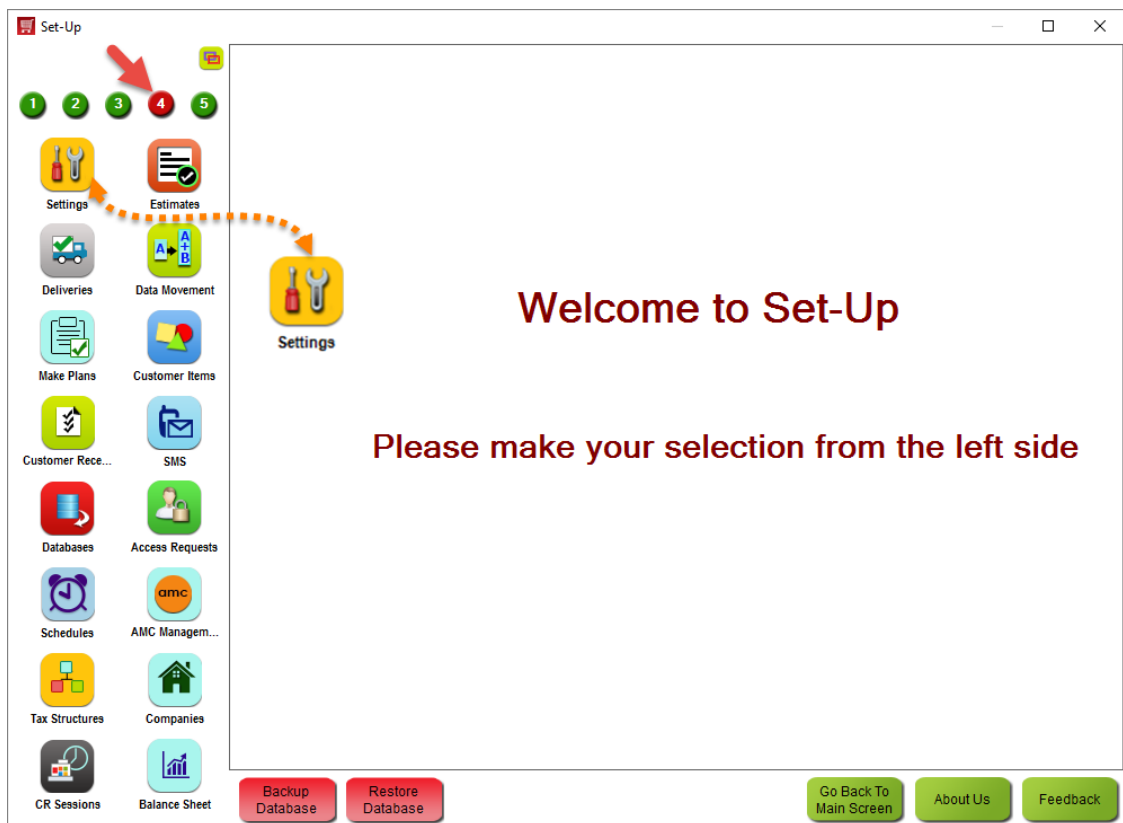 Set-Up
1 2 3 4 5
Settings Estimates
Deliveries Data Movement
A A+B
Settings
Welcome to Set-Up
Make Plans Customer Items
Please make your selection from the left side
Customer Rece... SMS
Databases Access Requests
amc
Schedules AMC Managem...
Tax Structures Companies
CR Sessions Balance Sheet
Backup Database
Restore Database
Go Back To Main Screen
About Us
Feedback